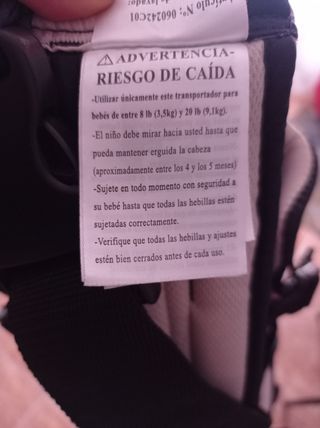 Artículo Nº: 060242C01
⚠ ADVERTENCIA-
RIESGO DE CAÍDA
-Utilizar únicamente este transportador para
bebés de entre 8 lb (3,5kg) y 20 lb (9,1kg).
-El niño debe mirar hacia usted hasta que
pueda mantener erguida la cabeza
(aproximadamente entre los 4 y los 5 meses)
-Sujete en todo momento con seguridad a
su bebé hasta que todas las hebillas estén
sujetadas correctamente.
-Verifique que todas las hebillas y ajustes
estén bien cerrados antes de cada uso.